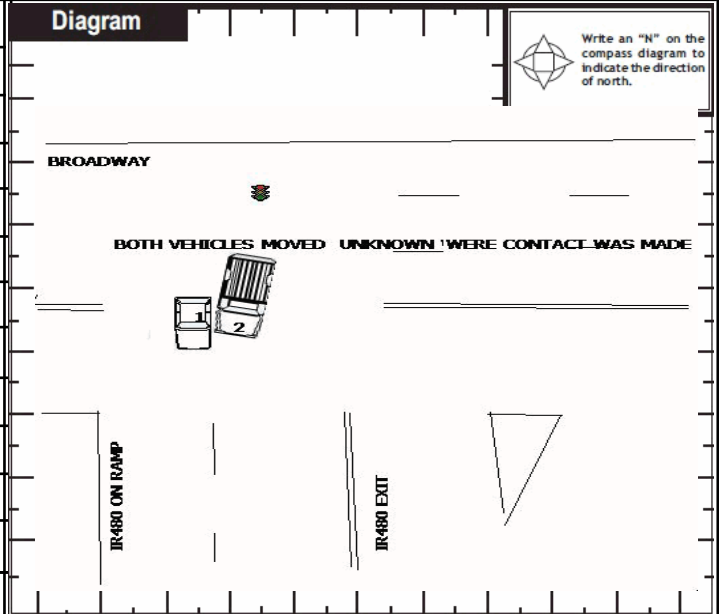 Diagram
Write an “N” on the
compass diagram to
indicate the direction
of north.
BROADWAY
BOTH VEHICLES MOVED UNKNOWN WERE CONTACT WAS MADE
1
2
IR480 ON RAMP
IR480 EXIT